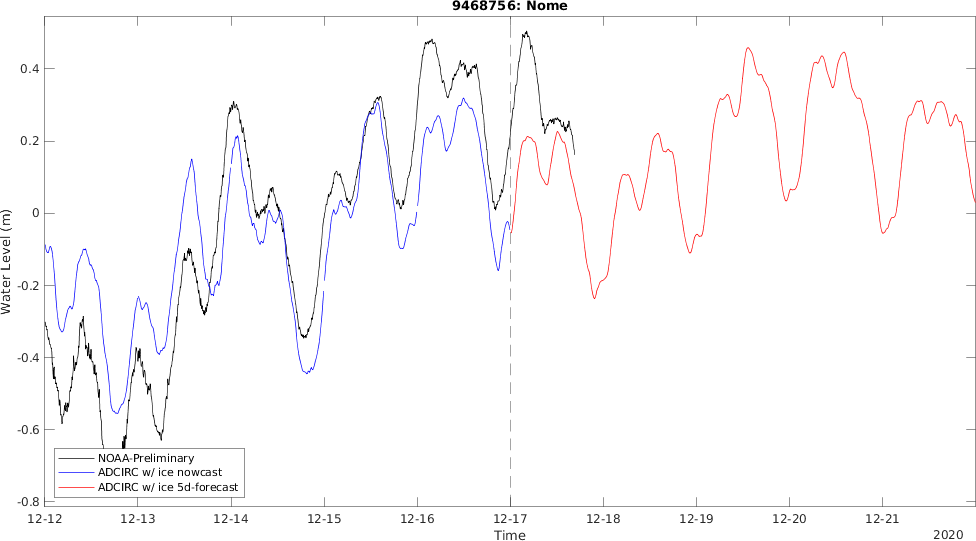 9468756: Nome
Water Level (m)
0.4
0.2
0
-0.2
-0.4
-0.6
-0.8
NOAA-Preliminary
ADCIRC w/ ice nowcast
ADCIRC w/ ice 5d-forecast
12-12 12-13 12-14 12-15 12-16 12-17 12-18 12-19 12-20 12-21
Time
2020